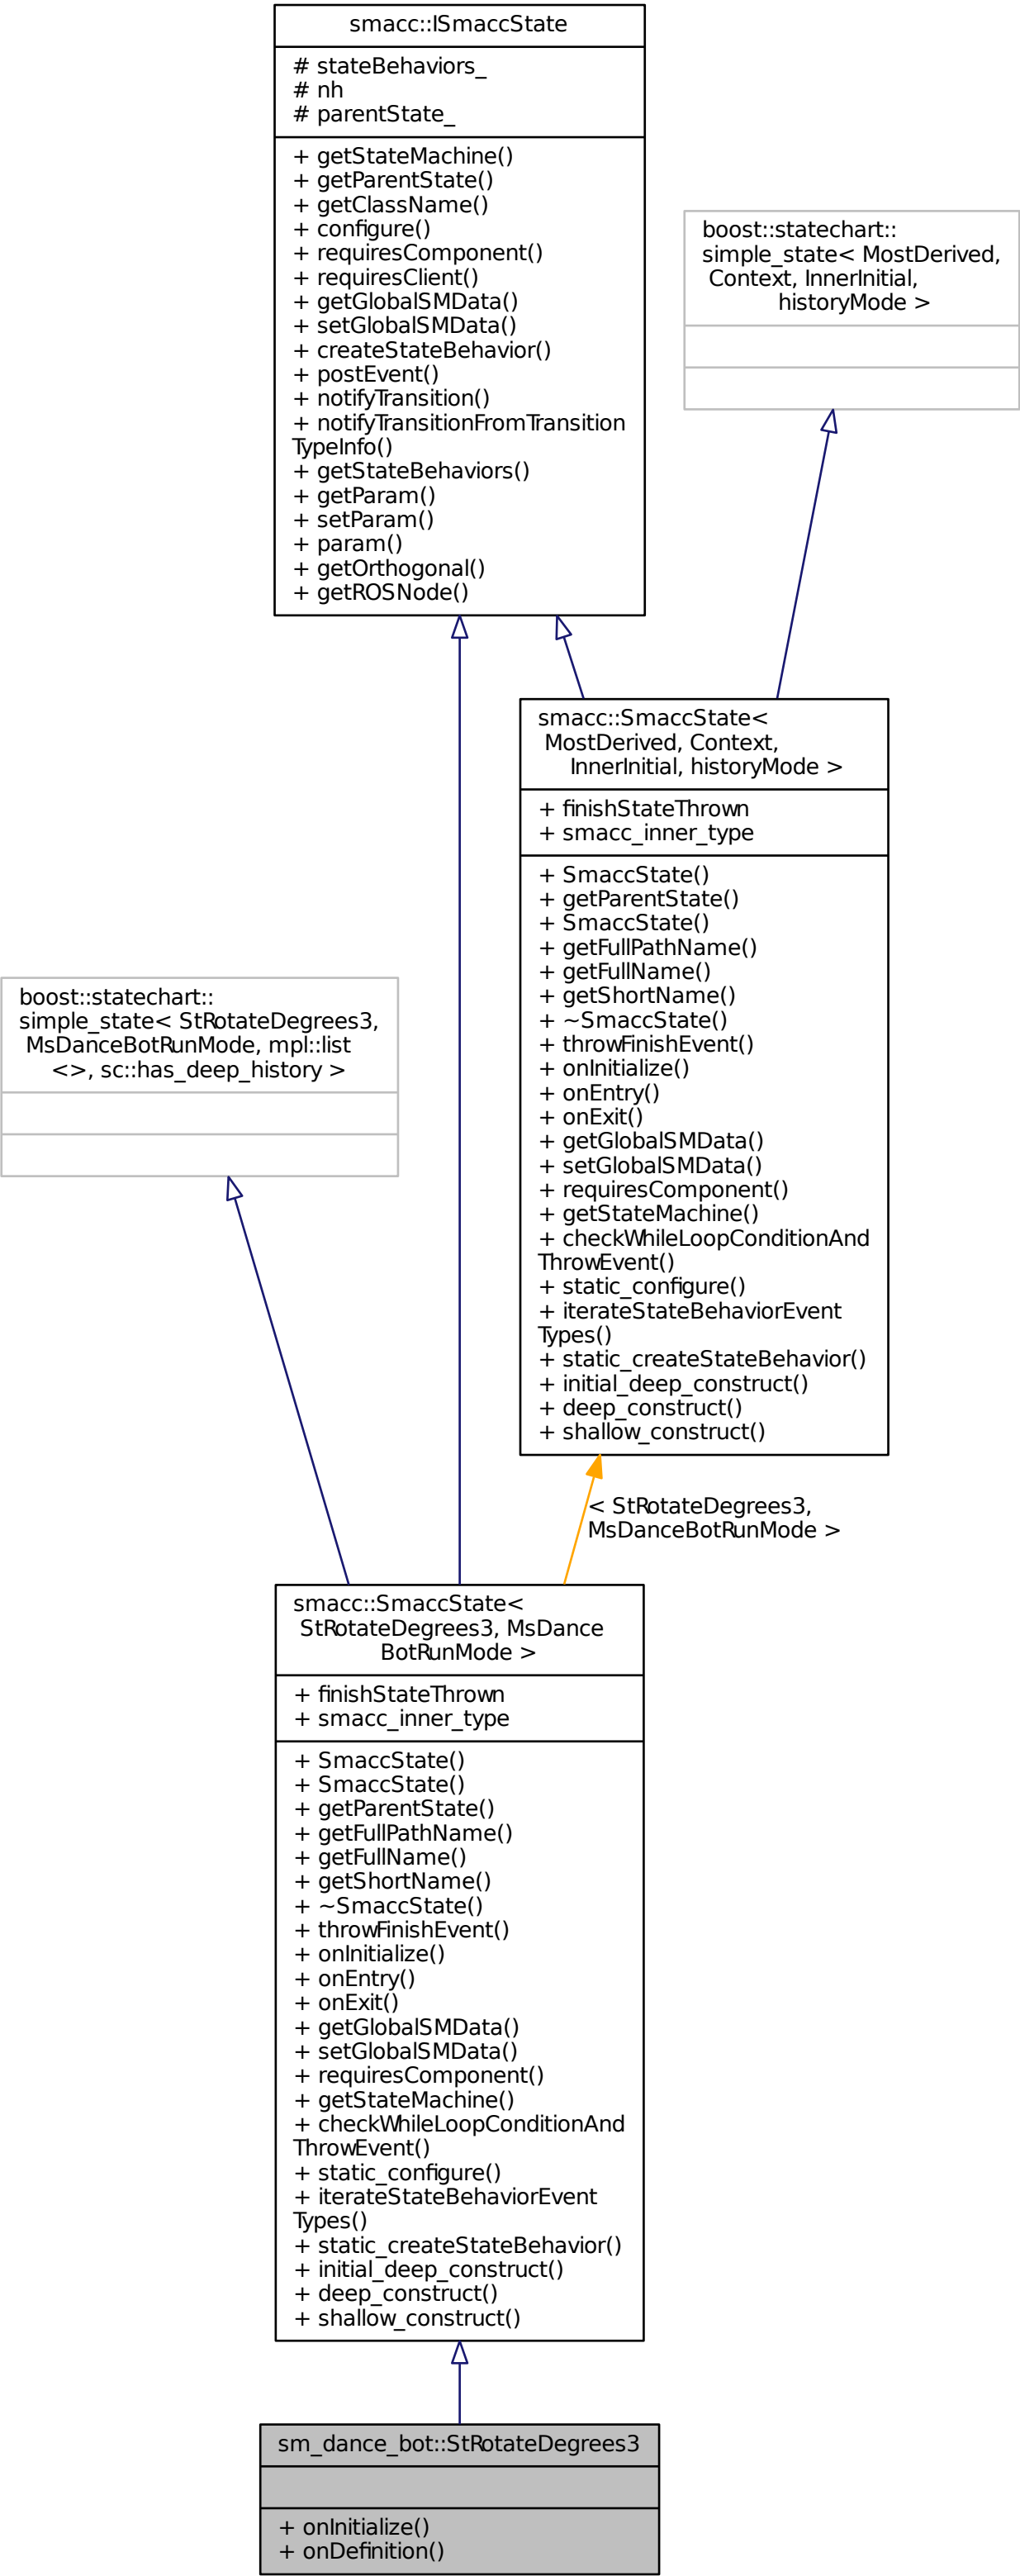 smacc::ISmaccState
# stateBehaviors_
# nh
# parentState_
+ getStateMachine()
+ getParentState()
+ getClassName()
+ configure()
+ requiresComponent()
+ requiresClient()
+ getGlobalSMData()
+ setGlobalSMData()
+ createStateBehavior()
+ postEvent()
+ notifyTransition()
+ notifyTransitionFromTransition
TypeInfo()
+ getStateBehaviors()
+ getParam()
+ setParam()
+ param()
+ getOrthogonal()
+ getROSNode()
boost::statechart::
simple_state< MostDerived,
Context, InnerInitial,
historyMode >
smacc::SmaccState<
MostDerived, Context,
InnerInitial, historyMode >
+ finishStateThrown
+ smacc_inner_type
+ SmaccState()
+ getParentState()
+ SmaccState()
+ getFullPathName()
+ getFullName()
+ getShortName()
+ ~SmaccState()
+ throwFinishEvent()
+ onInitialize()
+ onEntry()
+ onExit()
+ getGlobalSMData()
+ setGlobalSMData()
+ requiresComponent()
+ getStateMachine()
+ checkWhileLoopConditionAnd
ThrowEvent()
+ static_configure()
+ iterateStateBehaviorEvent
Types()
+ static_createStateBehavior()
+ initial_deep_construct()
+ deep_construct()
+ shallow_construct()
boost::statechart::
simple_state< StRotateDegrees3,
MsDanceBotRunMode, mpl::list
<>, sc::has_deep_history >
< StRotateDegrees3,
MsDanceBotRunMode >
smacc::SmaccState<
StRotateDegrees3, MsDance
BotRunMode >
+ finishStateThrown
+ smacc_inner_type
+ SmaccState()
+ SmaccState()
+ getParentState()
+ getFullPathName()
+ getFullName()
+ getShortName()
+ ~SmaccState()
+ throwFinishEvent()
+ onInitialize()
+ onEntry()
+ onExit()
+ getGlobalSMData()
+ setGlobalSMData()
+ requiresComponent()
+ getStateMachine()
+ checkWhileLoopConditionAnd
ThrowEvent()
+ static_configure()
+ iterateStateBehaviorEvent
Types()
+ static_createStateBehavior()
+ initial_deep_construct()
+ deep_construct()
+ shallow_construct()
sm_dance_bot::StRotateDegrees3
+ onInitialize()
+ onDefinition()